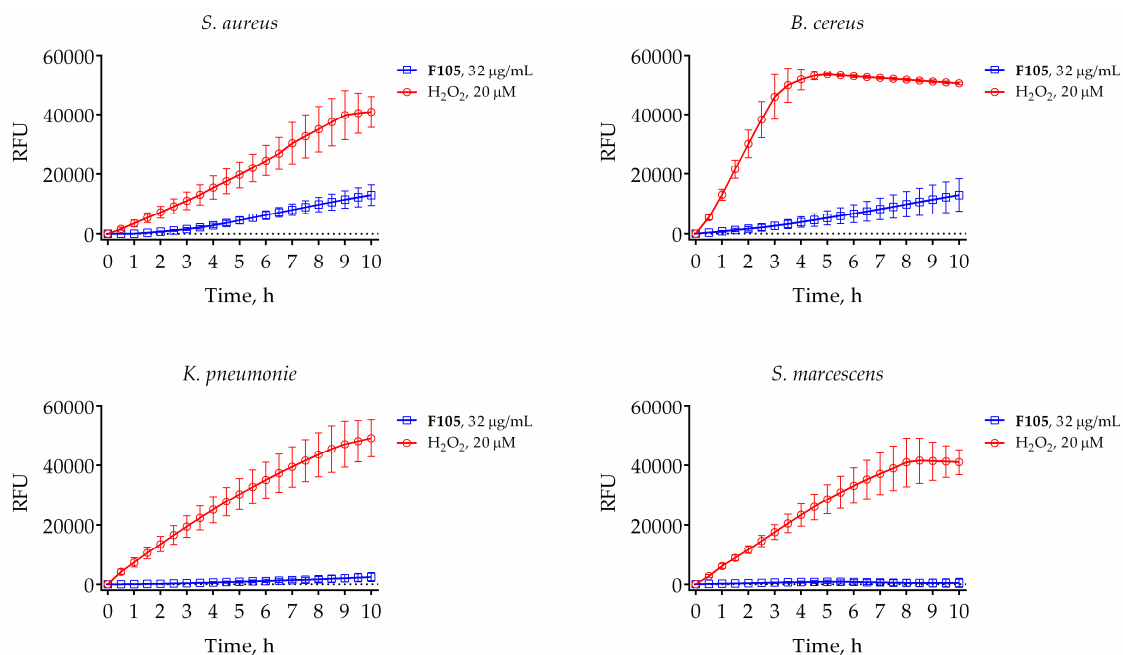 S. aureus
60000
40000
20000
0
RFU
0 1 2 3 4 5 6 7 8 9 10
Time, h
F105, 32 µg/mL
H₂O₂, 20 µM
B. cereus
60000
40000
20000
0
RFU
0 1 2 3 4 5 6 7 8 9 10
Time, h
F105, 32 µg/mL
H₂O₂, 20 µM
K. pneumonie
60000
40000
20000
0
RFU
0 1 2 3 4 5 6 7 8 9 10
Time, h
F105, 32 µg/mL
H₂O₂, 20 µM
S. marcescens
60000
40000
20000
0
RFU
0 1 2 3 4 5 6 7 8 9 10
Time, h
F105, 32 µg/mL
H₂O₂, 20 µM